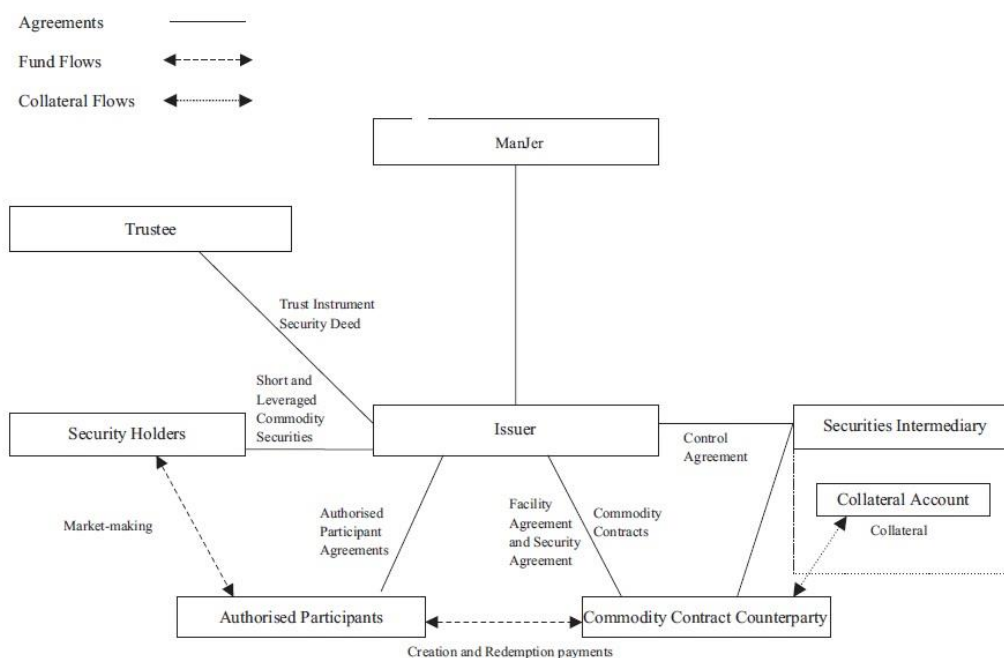 Agreements
Fund Flows
Collateral Flows
ManJer
Trustee
Trust Instrument
Security Deed
Short and
Leveraged
Commodity
Securities
Security Holders
Issuer
Control
Agreement
Securities Intermediary
Collateral Account
Collateral
Market-making
Authorised
Participant
Agreements
Facility
Agreement
and Security
Agreement
Commodity
Contracts
Authorised Participants
Commodity Contract Counterparty
Creation and Redemption payments